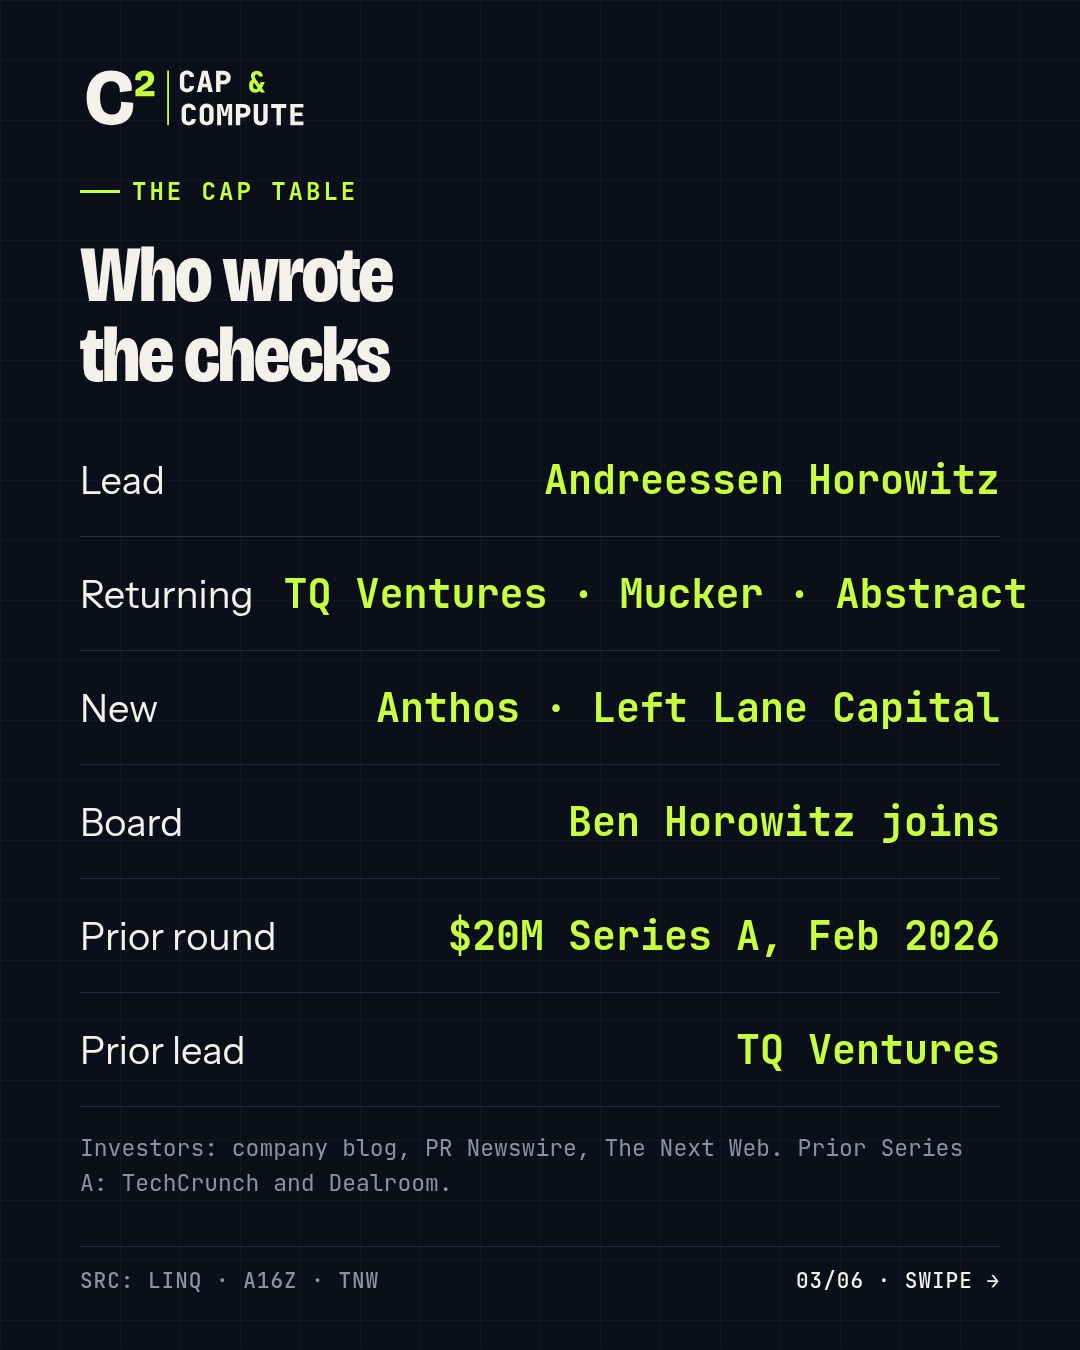 C² CAP &
COMPUTE
THE CAP TABLE
Who wrote
the checks
Lead Andreessen Horowitz
Returning TQ Ventures · Mucker · Abstract
New Anthos · Left Lane Capital
Board Ben Horowitz joins
Prior round $20M Series A, Feb 2026
Prior lead TQ Ventures
Investors: company blog, PR Newswire, The Next Web. Prior Series
A: TechCrunch and Dealroom.
SRC: LINQ · A16Z · TNW 03/06 · SWIPE →